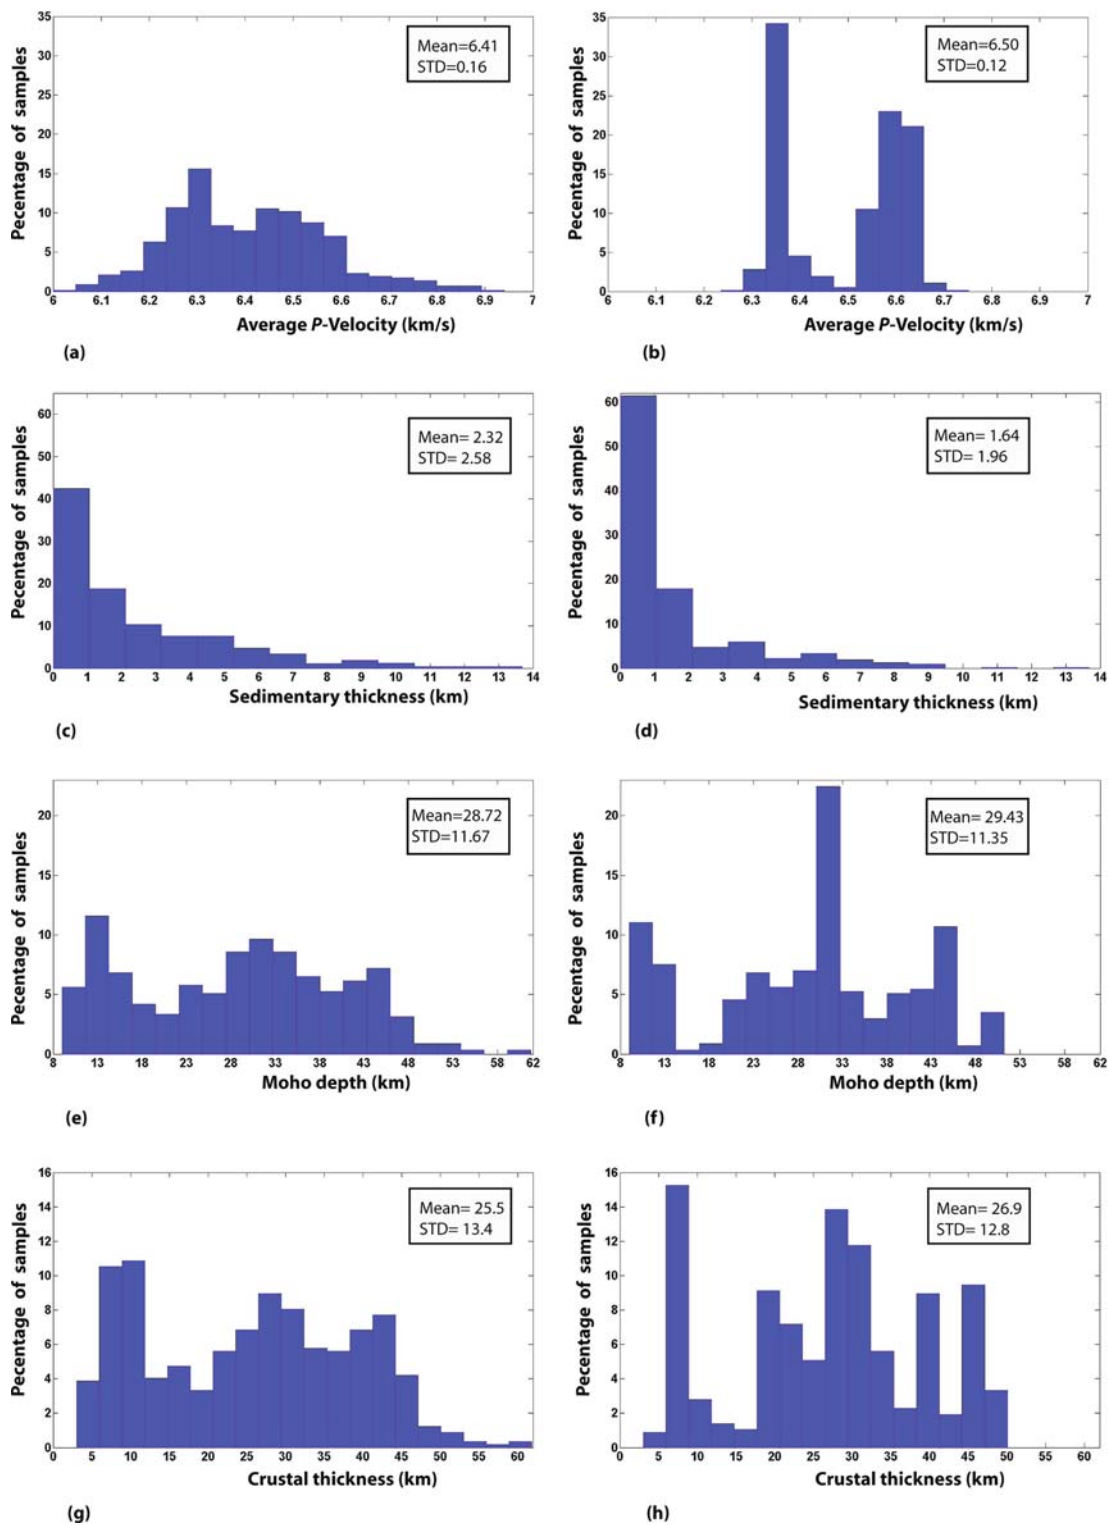 Pecentage of samples
35
30
25
20
15
10
5
0
Mean=6.41
STD=0.16
6 6.1 6.2 6.3 6.4 6.5 6.6 6.7 6.8 6.9 7
Average P-Velocity (km/s)
(a)
Pecentage of samples
35
30
25
20
15
10
5
0
Mean=6.50
STD=0.12
6 6.1 6.2 6.3 6.4 6.5 6.6 6.7 6.8 6.9 7
Average P-Velocity (km/s)
(b)
Pecentage of samples
60
50
40
30
20
10
0
Mean= 2.32
STD= 2.58
0 1 2 3 4 5 6 7 8 9 10 11 12 13 14
Sedimentary thickness (km)
(c)
Pecentage of samples
60
50
40
30
20
10
0
Mean= 1.64
STD= 1.96
0 1 2 3 4 5 6 7 8 9 10 11 12 13 14
Sedimentary thickness (km)
(d)
Pecentage of samples
20
15
10
5
0
Mean=28.72
STD=11.67
8 13 18 23 28 33 38 43 48 53 58 62
Moho depth (km)
(e)
Pecentage of samples
20
15
10
5
0
Mean= 29.43
STD=11.35
8 13 18 23 28 33 38 43 48 53 58 62
Moho depth (km)
(f)
Pecentage of samples
16
14
12
10
8
6
4
2
0
Mean= 25.5
STD= 13.4
0 5 10 15 20 25 30 35 40 45 50 55 60
Crustal thickness (km)
(g)
Pecentage of samples
16
14
12
10
8
6
4
2
0
Mean= 26.9
STD= 12.8
0 5 10 15 20 25 30 35 40 45 50 55 60
Crustal thickness (km)
(h)